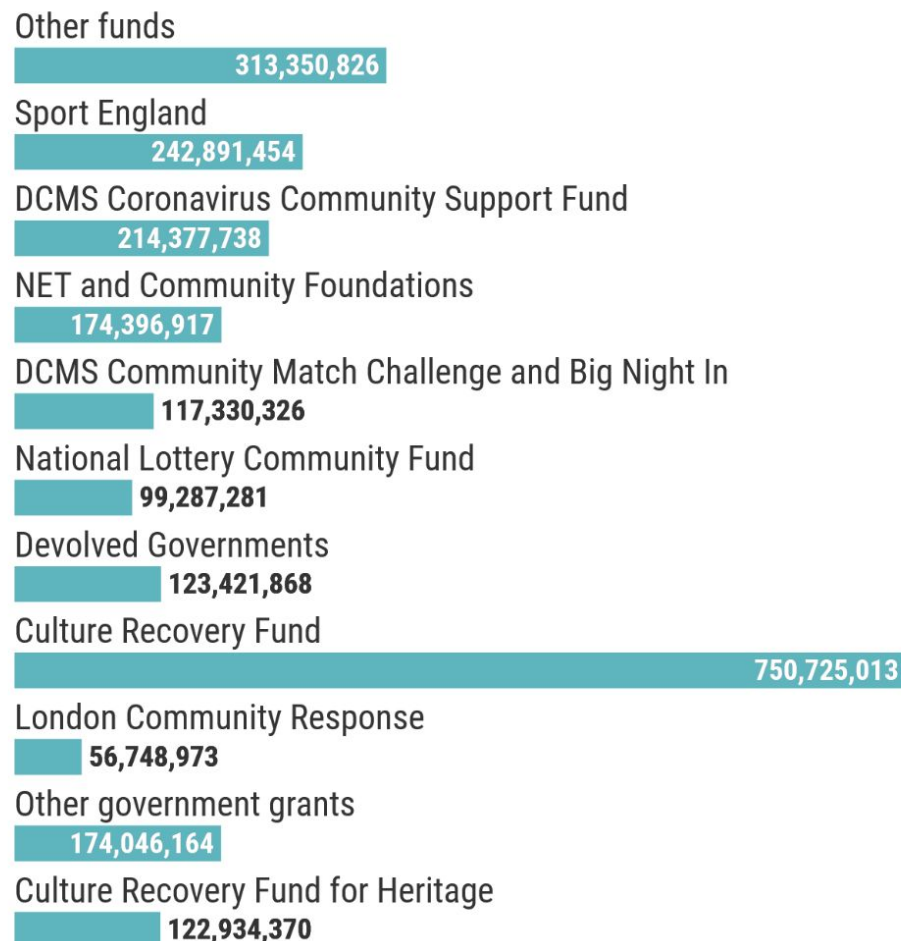 Other funds
313,350,826
Sport England
242,891,454
DCMS Coronavirus Community Support Fund
214,377,738
NET and Community Foundations
174,396,917
DCMS Community Match Challenge and Big Night In
117,330,326
National Lottery Community Fund
99,287,281
Devolved Governments
123,421,868
Culture Recovery Fund
750,725,013
London Community Response
56,748,973
Other government grants
174,046,164
Culture Recovery Fund for Heritage
122,934,370